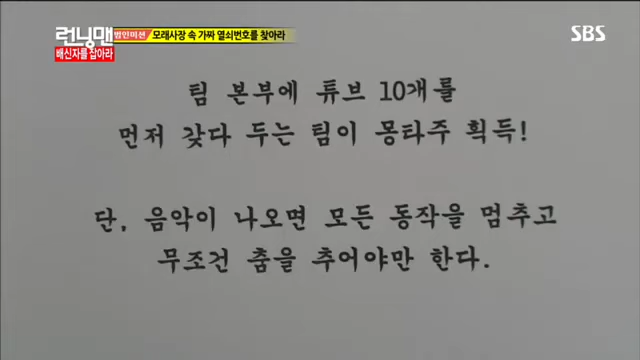 런닝맨
배신자를 잡아라
범인미션
모래사장 속 가짜 열쇠번호를 찾아라
SBS
팀 본부에 튜브 10개를
먼저 갖다 두는 팀이 몽타주 획득!
단, 음악이 나오면 모든 동작을 멈추고
무조건 춤을 추어야만 한다.